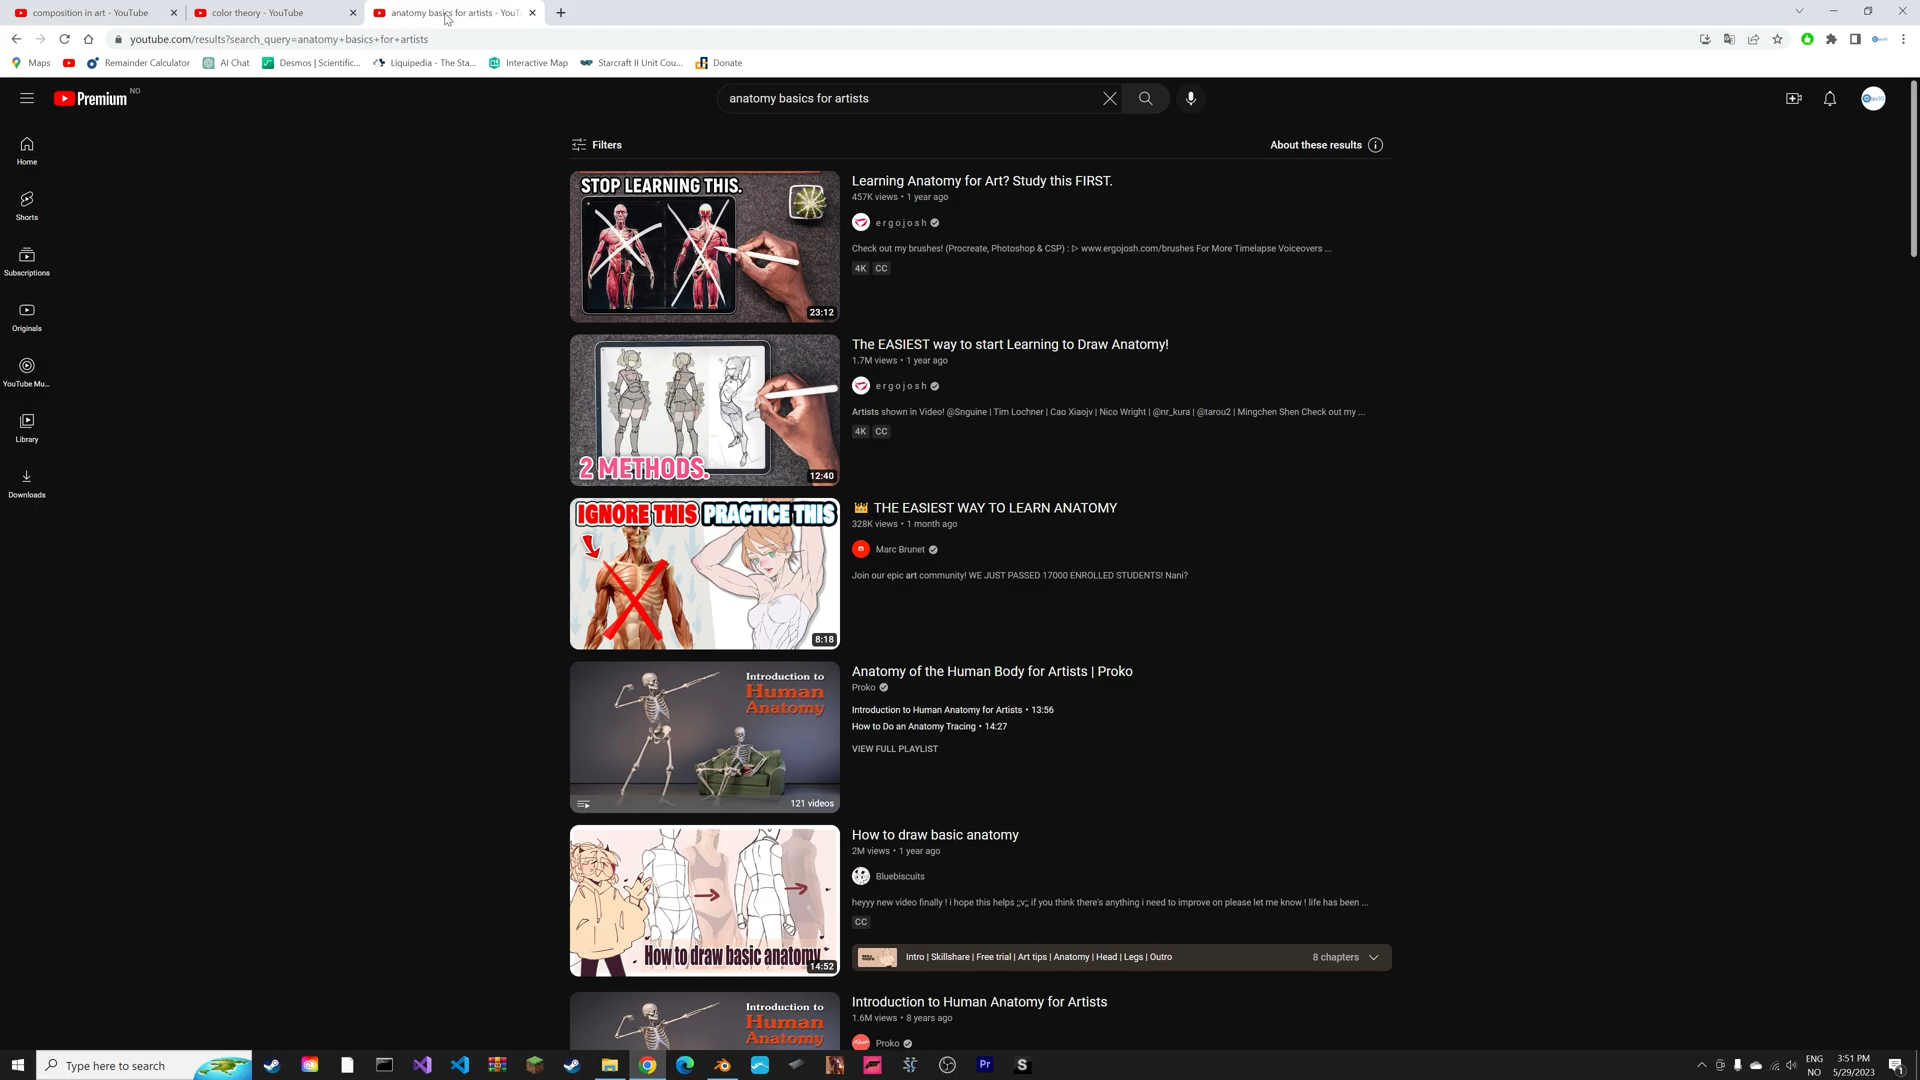 composition in art - YouTube
color theory - YouTube
anatomy basics for artists - YouT
youtube.com/results?search_query=anatomy+basics+for+artists
Maps
Remainder Calculator
AI Chat
Desmos | Scientific...
Liquipedia - The Sta...
Interactive Map
Starcraft II Unit Cou...
Donate
Premium NO
anatomy basics for artists
Home
Shorts
Subscriptions
Originals
YouTube Mu...
Library
Downloads
Filters
About these results
STOP LEARNING THIS.
23:12
Learning Anatomy for Art? Study this FIRST.
457K views • 1 year ago
e r g o j o s h
Check out my brushes! (Procreate, Photoshop & CSP) : ▷ www.ergojosh.com/brushes For More Timelapse Voiceovers ...
4K CC
2 METHODS.
12:40
The EASIEST way to start Learning to Draw Anatomy!
1.7M views • 1 year ago
e r g o j o s h
Artists shown in Video! @Snguine | Tim Lochner | Cao Xiaojv | Nico Wright | @nr_kura | @tarou2 | Mingchen Shen Check out my ...
4K CC
IGNORE THIS PRACTICE THIS
8:18
👑 THE EASIEST WAY TO LEARN ANATOMY
328K views • 1 month ago
Marc Brunet
Join our epic art community! WE JUST PASSED 17000 ENROLLED STUDENTS! Nani?
Introduction to
Human
Anatomy
121 videos
Anatomy of the Human Body for Artists | Proko
Proko
Introduction to Human Anatomy for Artists • 13:56
How to Do an Anatomy Tracing • 14:27
VIEW FULL PLAYLIST
How to draw basic anatomy
14:52
How to draw basic anatomy
2M views • 1 year ago
Bluebiscuits
heyyy new video finally ! i hope this helps ;;v;; if you think there's anything i need to improve on please let me know ! life has been ...
CC
Intro | Skillshare | Free trial | Art tips | Anatomy | Head | Legs | Outro
8 chapters
Introduction to
Human
Anatomy
Introduction to Human Anatomy for Artists
1.6M views • 8 years ago
Proko
Type here to search
Pr
S
ENG
NO
3:51 PM
5/29/2023
1